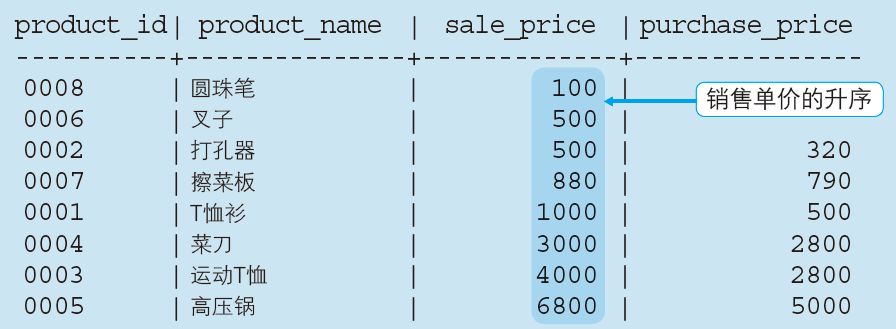 product_id| product_name | sale_price |purchase_price
----------+--------------+------------+---------------
0008 | 圆珠笔 | 100 |
销售单价的升序
0006 | 叉子 | 500 |
0002 | 打孔器 | 500 | 320
0007 | 擦菜板 | 880 | 790
0001 | T恤衫 | 1000 | 500
0004 | 菜刀 | 3000 | 2800
0003 | 运动T恤 | 4000 | 2800
0005 | 高压锅 | 6800 | 5000